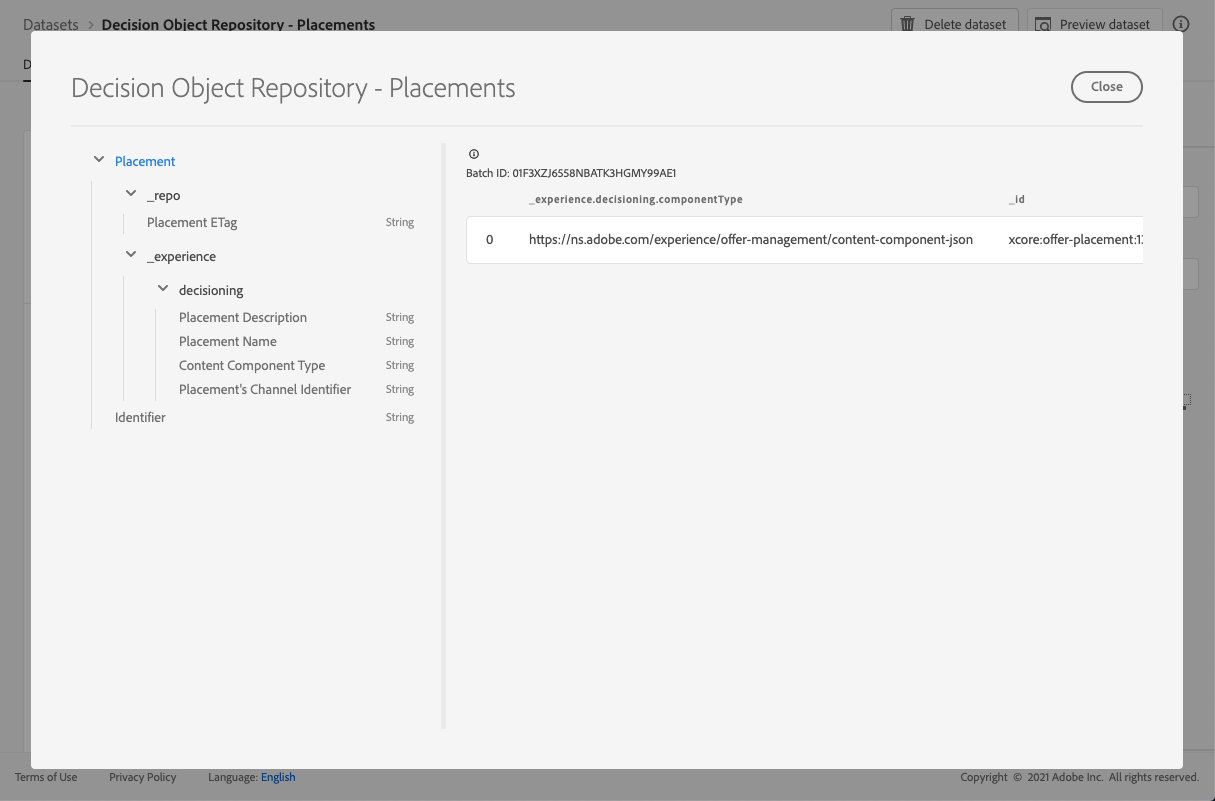 Datasets > Decision Object Repository - Placements
Delete dataset
Preview dataset
Decision Object Repository - Placements
Close
Placement
_repo
Placement ETag String
_experience
decisioning
Placement Description String
Placement Name String
Content Component Type String
Placement's Channel Identifier String
Identifier String
Batch ID: 01F3XZJ6558NBATK3HGMY99AE1
_experience.decisioning.componentType _id
0 https://ns.adobe.com/experience/offer-management/content-component-json xcore:offer-placement:1
Terms of Use Privacy Policy Language: English
Copyright © 2021 Adobe Inc. All rights reserved.